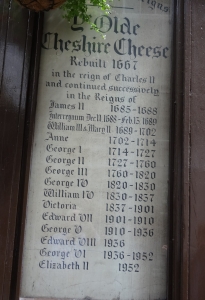 Reigns
Ye Olde
Cheshire Cheese
Rebuilt 1667
in the reign of Charles II
and continued successively
in the Reigns of
James II 1685-1688
Interregnum Dec 11 1688-Feb 13 1689
William III & Mary II 1689-1702
Anne 1702-1714
George I 1714-1727
George II 1727-1760
George III 1760-1820
George IV 1820-1830
William IV 1830-1837
Victoria 1837-1901
Edward VII 1901-1910
George V 1910-1936
Edward VIII 1936
George VI 1936-1952
Elizabeth II 1952